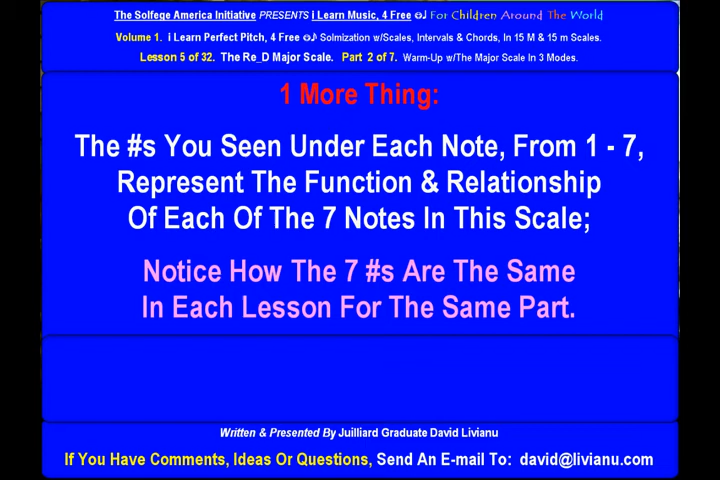 The Solfege America Initiative PRESENTS i Learn Music, 4 Free For Children Around The World
Volume 1. i Learn Perfect Pitch, 4 Free Solmization w/Scales, Intervals & Chords, In 15 M & 15 m Scales.
Lesson 5 of 32. The Re_D Major Scale. Part 2 of 7. Warm-Up w/The Major Scale In 3 Modes.
1 More Thing:
The #s You Seen Under Each Note, From 1 - 7,
Represent The Function & Relationship
Of Each Of The 7 Notes In This Scale;
Notice How The 7 #s Are The Same
In Each Lesson For The Same Part.
Written & Presented By Juilliard Graduate David Livianu
If You Have Comments, Ideas Or Questions, Send An E-mail To: david@livianu.com